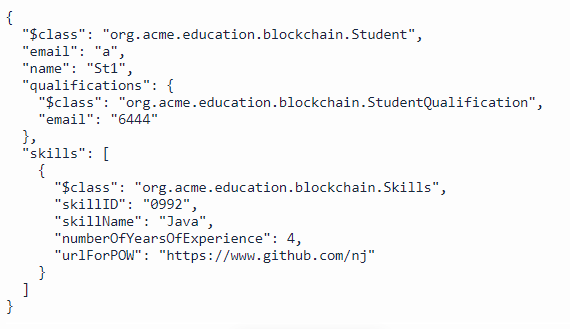 {
  "$class": "org.acme.education.blockchain.Student",
  "email": "a",
  "name": "St1",
  "qualifications": {
    "$class": "org.acme.education.blockchain.StudentQualification",
    "email": "6444"
  },
  "skills": [
    {
      "$class": "org.acme.education.blockchain.Skills",
      "skillID": "0992",
      "skillName": "Java",
      "numberOfYearsOfExperience": 4,
      "urlForPOW": "https://www.github.com/nj"
    }
  ]
}